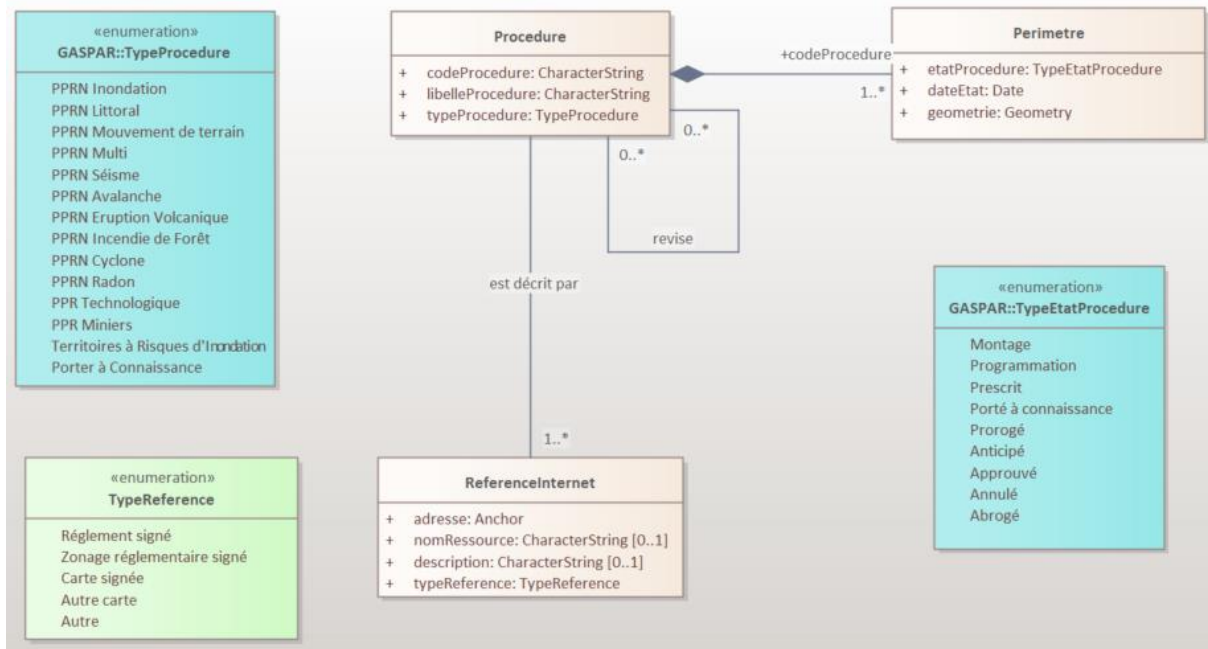 «enumeration»
GASPAR::TypeProcedure
PPRN Inondation
PPRN Littoral
PPRN Mouvement de terrain
PPRN Multi
PPRN Séisme
PPRN Avalanche
PPRN Eruption Volcanique
PPRN Incendie de Forêt
PPRN Cyclone
PPRN Radon
PPR Technologique
PPR Miniers
Territoires à Risques d'Inondation
Porter à Connaissance
Procedure
+ codeProcedure: CharacterString
+ libelleProcedure: CharacterString
+ typeProcedure: TypeProcedure
+codeProcedure
1..*
Perimetre
+ etatProcedure: TypeEtatProcedure
+ dateEtat: Date
+ geometrie: Geometry
0..*
0..*
revise
est décrit par
1..*
«enumeration»
GASPAR::TypeEtatProcedure
Montage
Programmation
Prescrit
Porté à connaissance
Prorogé
Anticipé
Approuvé
Annulé
Abrogé
«enumeration»
TypeReference
Réglement signé
Zonage réglementaire signé
Carte signée
Autre carte
Autre
ReferenceInternet
+ adresse: Anchor
+ nomRessource: CharacterString [0..1]
+ description: CharacterString [0..1]
+ typeReference: TypeReference